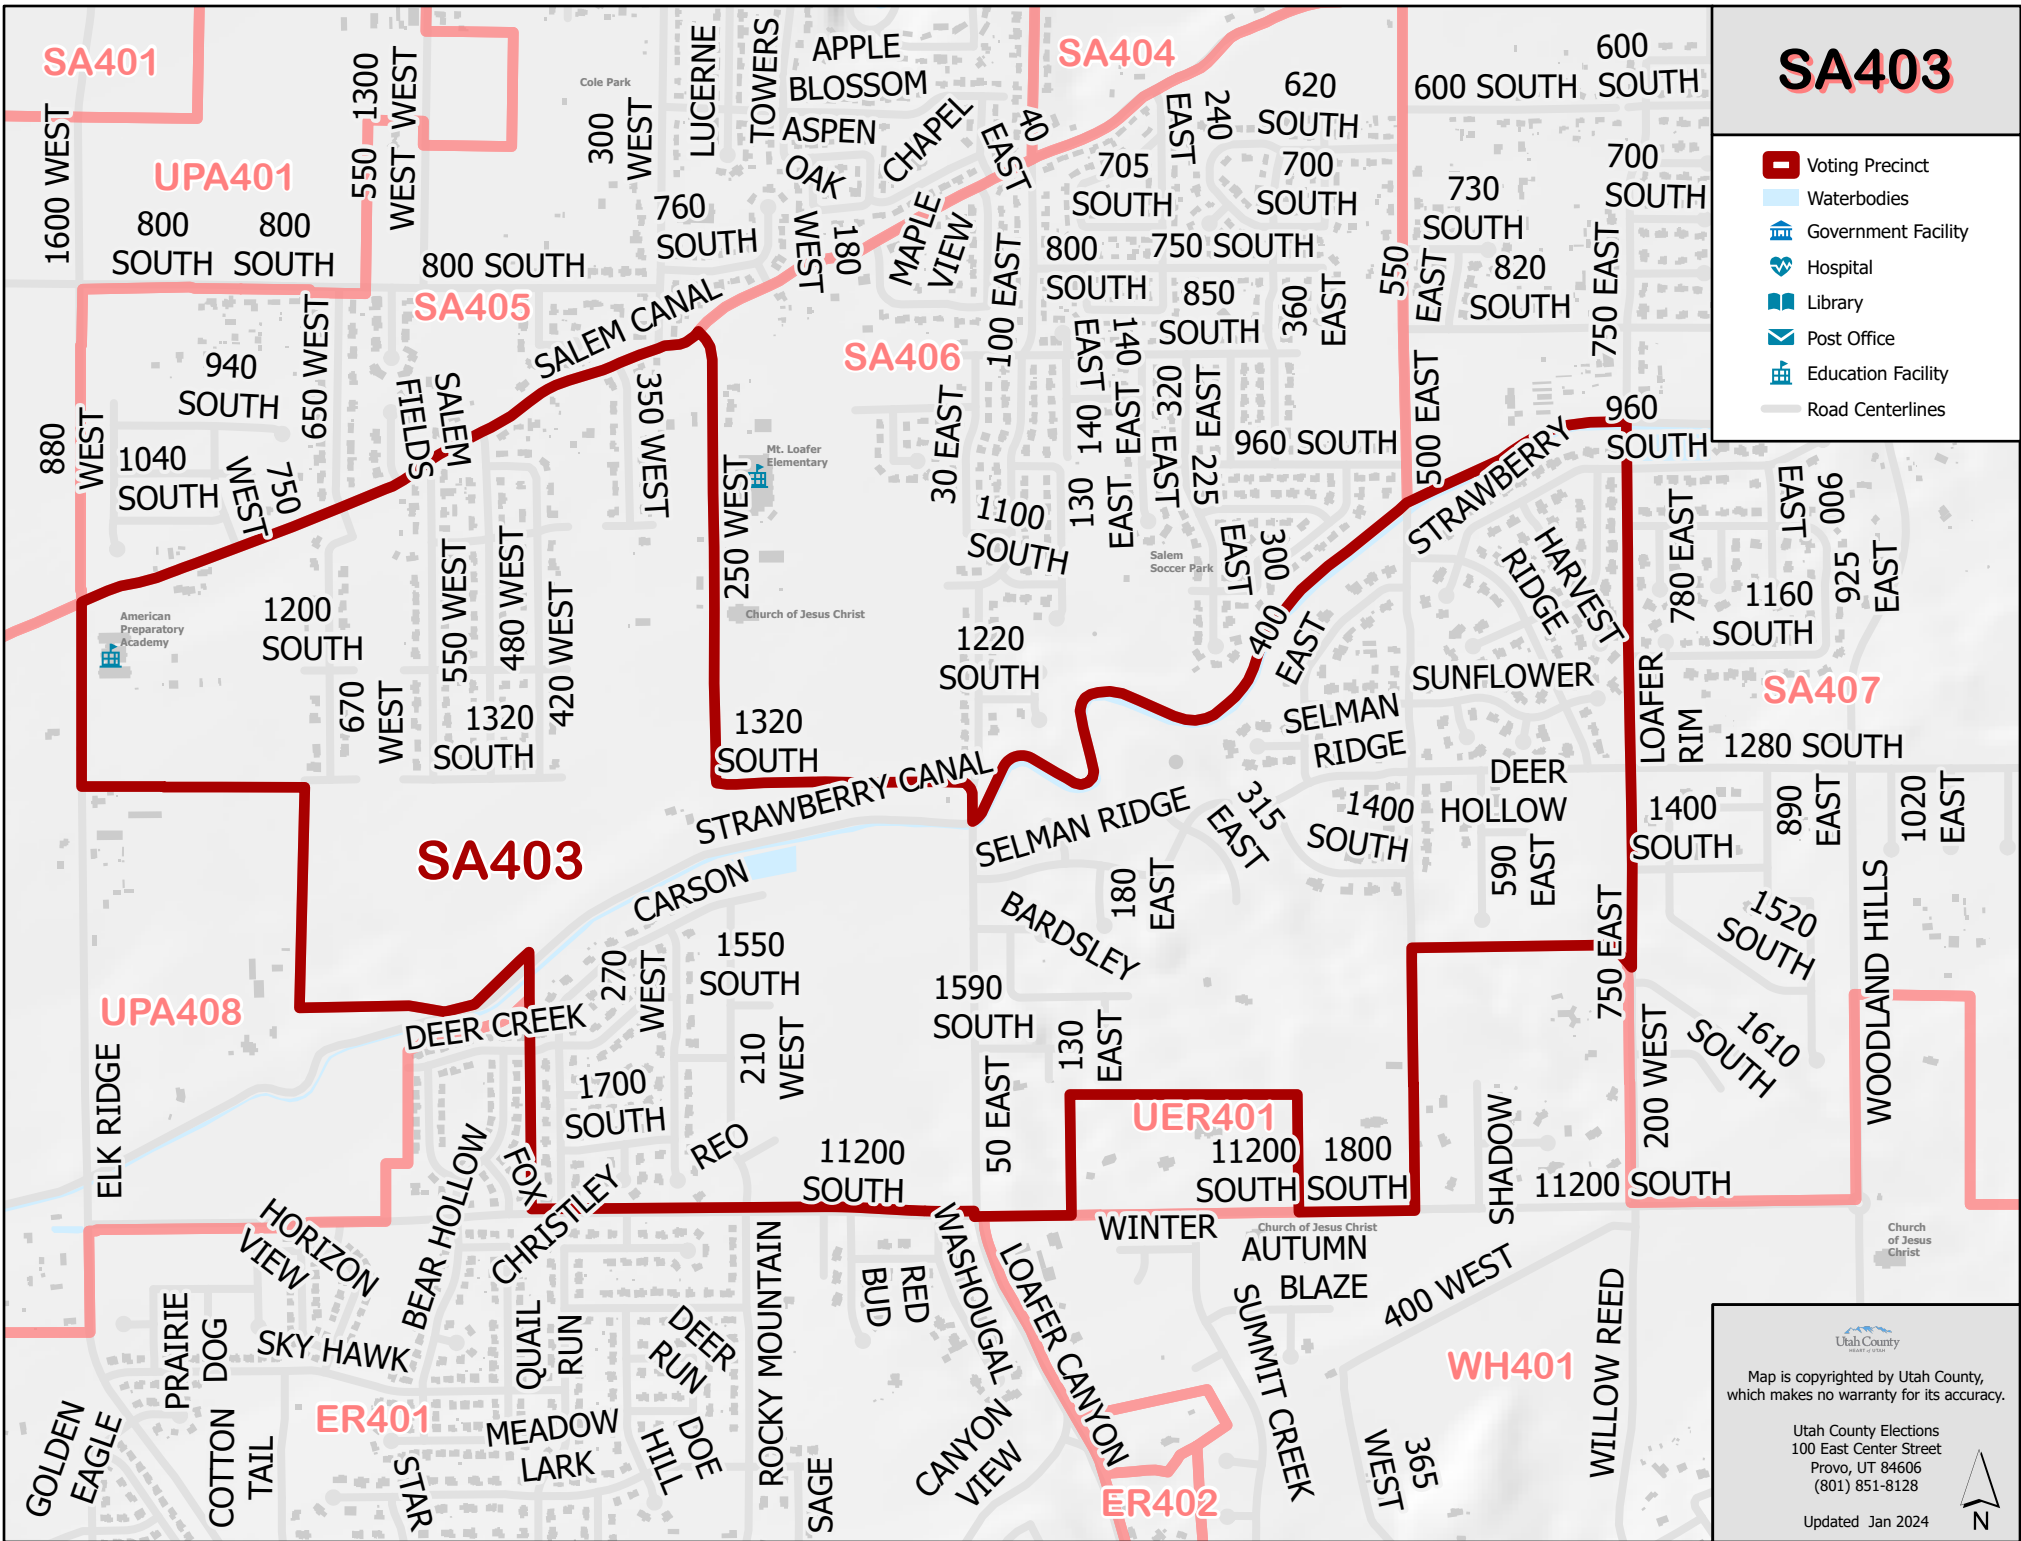 SA403
Voting Precinct
Waterbodies
Government Facility
Hospital
Library
Post Office
Education Facility
Road Centerlines
SA401
1600 WEST
UPA401
800
SOUTH
800
SOUTH
550
WEST
1300
WEST
Cole Park
300
WEST
LUCERNE
TOWERS
APPLE
BLOSSOM
ASPEN
OAK
CHAPEL
40
EAST
SA404
EAST
240
620
SOUTH
600 SOUTH
600
SOUTH
705
SOUTH
700
SOUTH
730
SOUTH
700
SOUTH
760
SOUTH
WEST
180
MAPLE
VIEW
800 SOUTH
SA405
SALEM CANAL
100 EAST
800
SOUTH
750 SOUTH
850
SOUTH
360
EAST
550
EAST
820
SOUTH
750 EAST
650 WEST
940
SOUTH
SALEM
FIELDS
350 WEST
SA406
30 EAST
EAST
140
140
EAST
320
EAST
EAST
225
960 SOUTH
500 EAST
STRAWBERRY
960
SOUTH
880
WEST
1040
SOUTH
750
WEST
Mt. Loafer
Elementary
250 WEST
1100
SOUTH
130
EAST
Salem
Soccer Park
EAST
300
HARVEST
RIDGE
780 EAST
EAST
900
925
EAST
1160
SOUTH
American
Preparatory
Academy
1200
SOUTH
550 WEST
480 WEST
420 WEST
Church of Jesus Christ
1220
SOUTH
400
EAST
SUNFLOWER
LOAFER
RIM
SA407
670
WEST
1320
SOUTH
1320
SOUTH
SELMAN
RIDGE
1280 SOUTH
STRAWBERRY CANAL
SELMAN RIDGE
315
EAST
1400
SOUTH
DEER
HOLLOW
1400
SOUTH
890
EAST
1020
EAST
SA403
CARSON
180
EAST
BARDSLEY
590
EAST
750 EAST
1520
SOUTH
WOODLAND HILLS
UPA408
DEER CREEK
270
WEST
1550
SOUTH
1590
SOUTH
210
WEST
130
EAST
200 WEST
1610
SOUTH
ELK RIDGE
1700
SOUTH
50 EAST
UER401
REO
11200
SOUTH
11200
SOUTH
1800
SOUTH
SHADOW
11200 SOUTH
BEAR HOLLOW
FOX
CHRISTLEY
HORIZON
VIEW
WINTER
Church of Jesus Christ
AUTUMN
BLAZE
Church
of Jesus
Christ
WASHOUGAL
LOAFER CANYON
ROCKY MOUNTAIN
RED
BUD
400 WEST
SUMMIT CREEK
WILLOW REED
PRAIRIE
DOG
SKY HAWK
QUAIL
RUN
DEER
RUN
WH401
GOLDEN
EAGLE
COTTON
TAIL
ER401
STAR
MEADOW
LARK
DOE
HILL
SAGE
CANYON
VIEW
ER402
365
WEST
Utah County
HEART of UTAH
Map is copyrighted by Utah County,
which makes no warranty for its accuracy.
Utah County Elections
100 East Center Street
Provo, UT 84606
(801) 851-8128
Updated Jan 2024
N